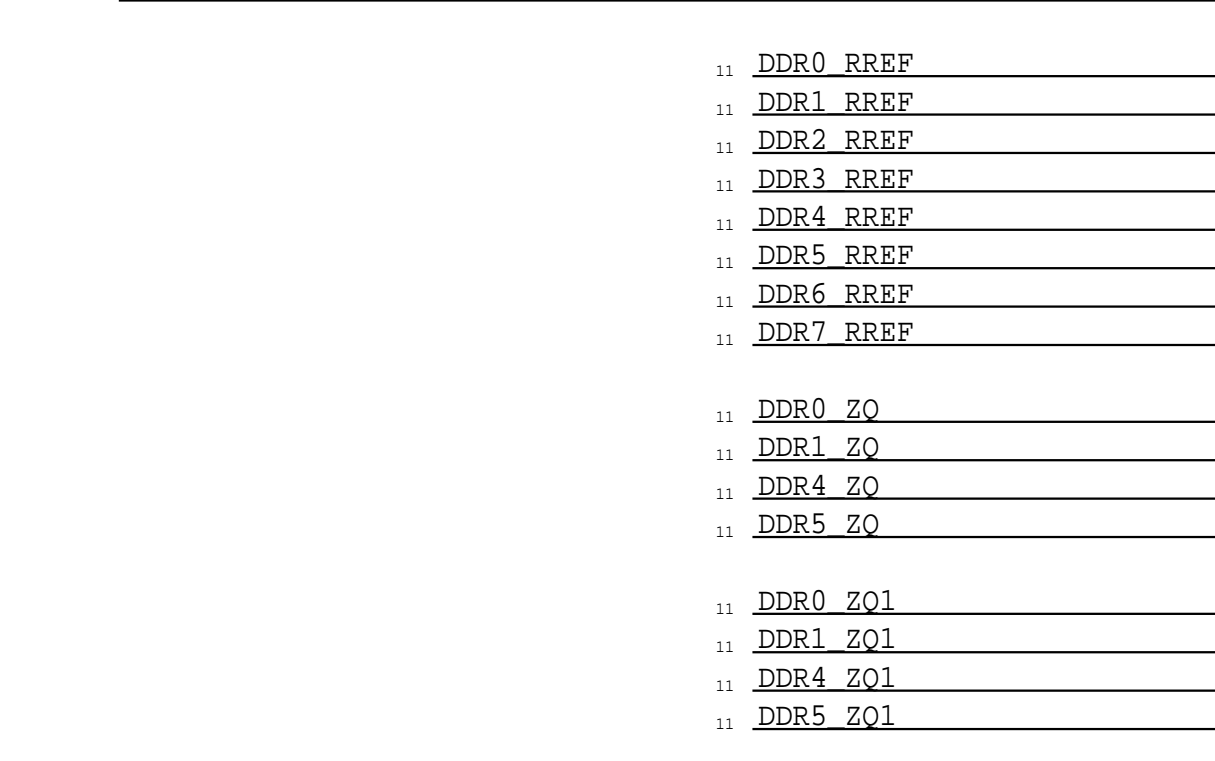 11 DDR0_RREF
11 DDR1_RREF
11 DDR2_RREF
11 DDR3_RREF
11 DDR4_RREF
11 DDR5_RREF
11 DDR6_RREF
11 DDR7_RREF
11 DDR0_ZQ
11 DDR1_ZQ
11 DDR4_ZQ
11 DDR5_ZQ
11 DDR0_ZQ1
11 DDR1_ZQ1
11 DDR4_ZQ1
11 DDR5_ZQ1